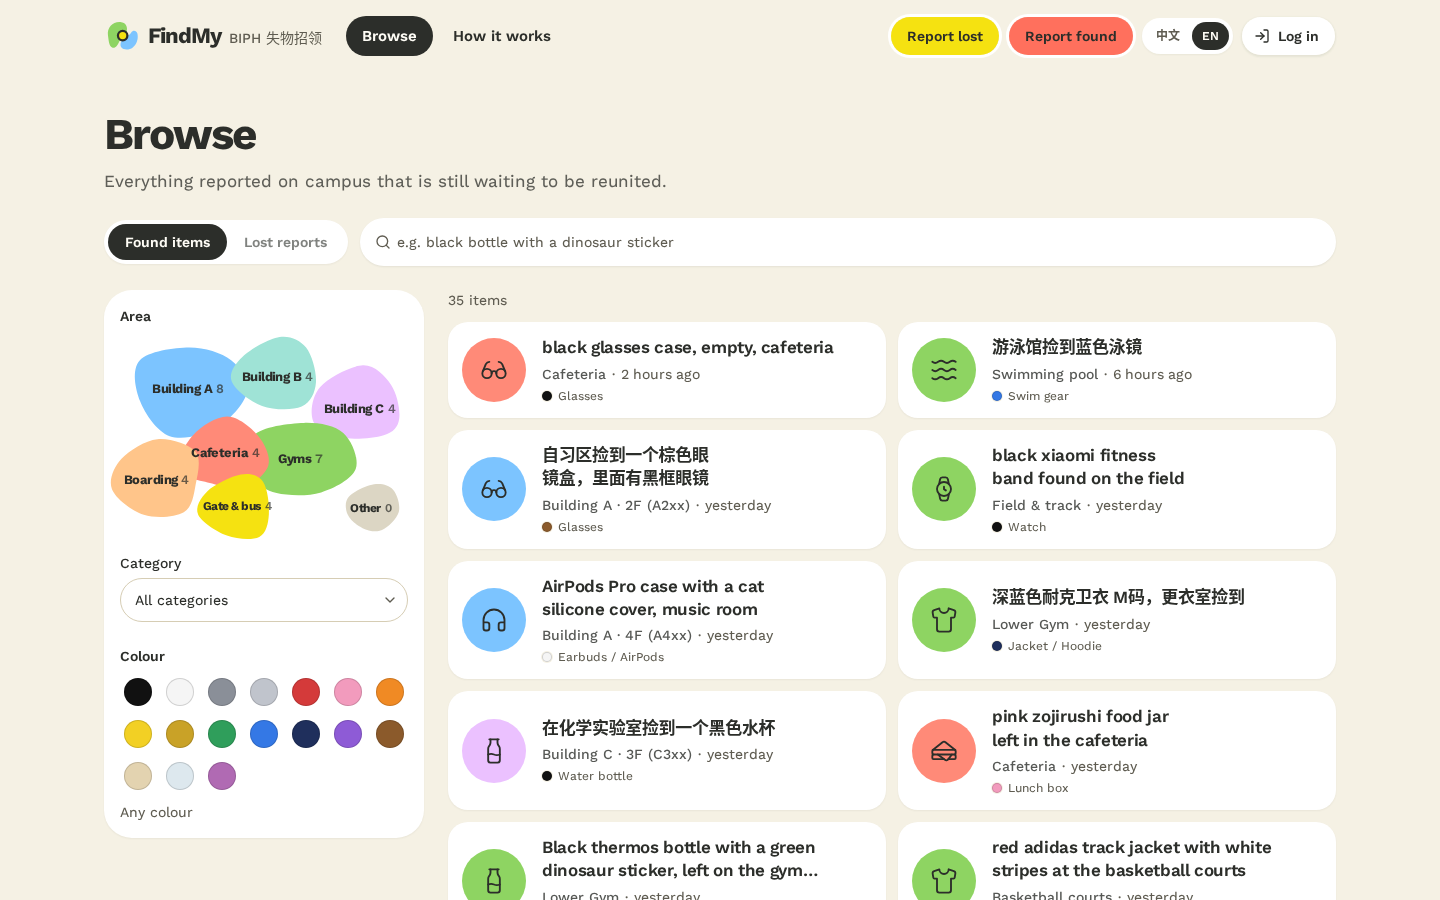 FindMy BIPH 失物招领
Browse
How it works
Report lost
Report found
中文
EN
Log in
Browse
Everything reported on campus that is still waiting to be reunited.
Found items
Lost reports
e.g. black bottle with a dinosaur sticker
Area
Building A 8
Building B 4
Building C 4
Cafeteria 4
Gyms 7
Boarding 4
Gate & bus 4
Other 0
Category
All categories
Colour
Any colour
35 items
black glasses case, empty, cafeteria
Cafeteria · 2 hours ago
Glasses
游泳馆捡到蓝色泳镜
Swimming pool · 6 hours ago
Swim gear
自习区捡到一个棕色眼
镜盒，里面有黑框眼镜
Building A · 2F (A2xx) · yesterday
Glasses
black xiaomi fitness
band found on the field
Field & track · yesterday
Watch
AirPods Pro case with a cat
silicone cover, music room
Building A · 4F (A4xx) · yesterday
Earbuds / AirPods
深蓝色耐克卫衣 M码，更衣室捡到
Lower Gym · yesterday
Jacket / Hoodie
在化学实验室捡到一个黑色水杯
Building C · 3F (C3xx) · yesterday
Water bottle
pink zojirushi food jar
left in the cafeteria
Cafeteria · yesterday
Lunch box
Black thermos bottle with a green
dinosaur sticker, left on the gym...
Lower Gym · yesterday
red adidas track jacket with white
stripes at the basketball courts
Basketball courts · yesterday